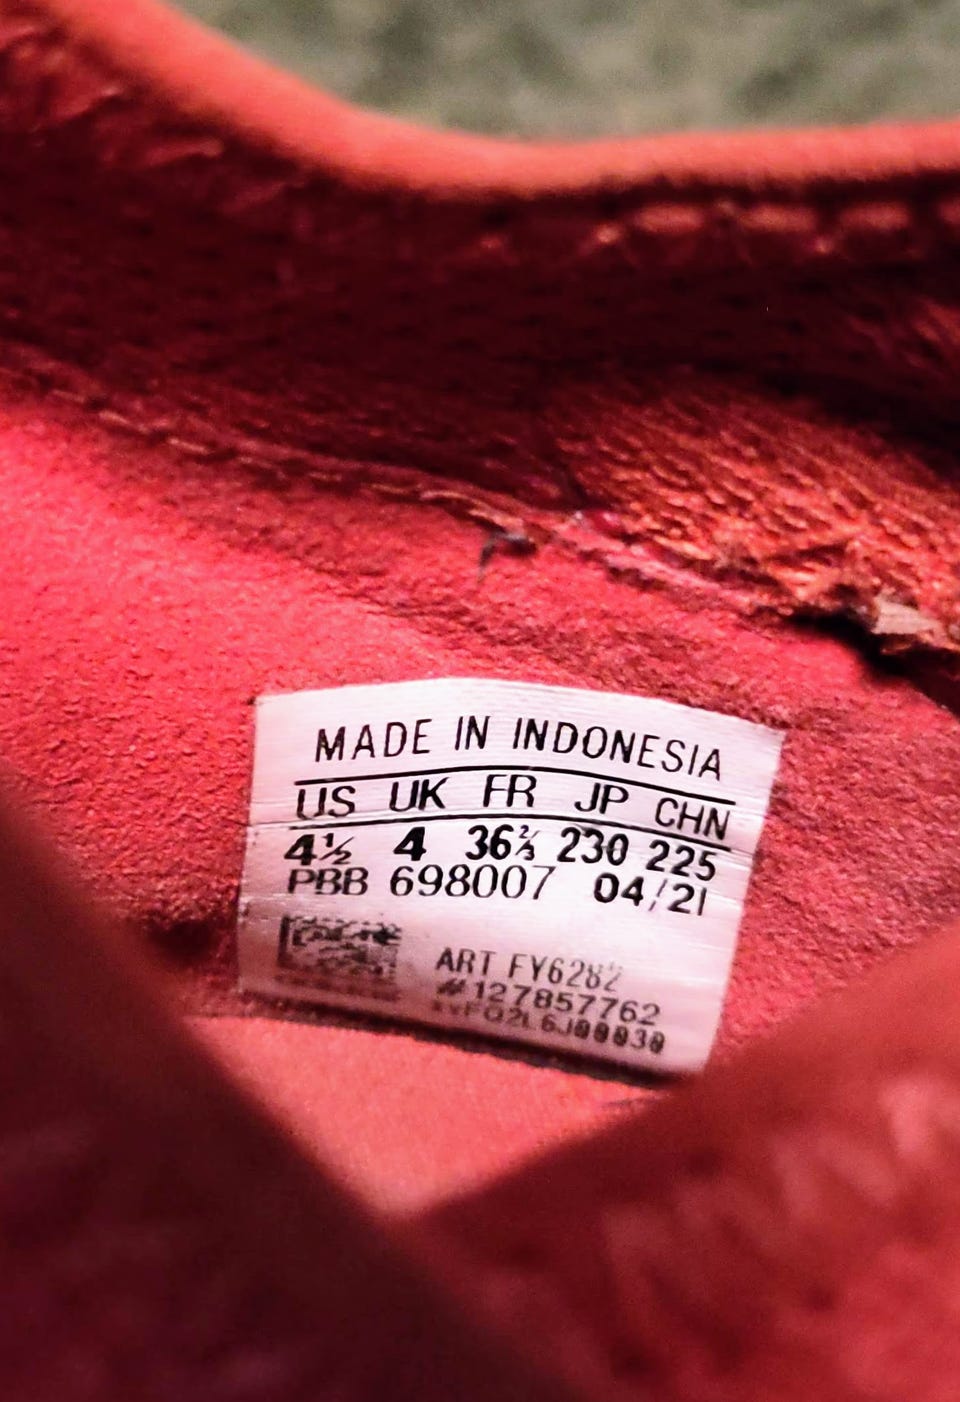 MADE IN INDONESIA
US UK FR JP CHN
4½ 4 36⅔ 230 225
PBB 698007 04/21
ART FY6282
#127857762